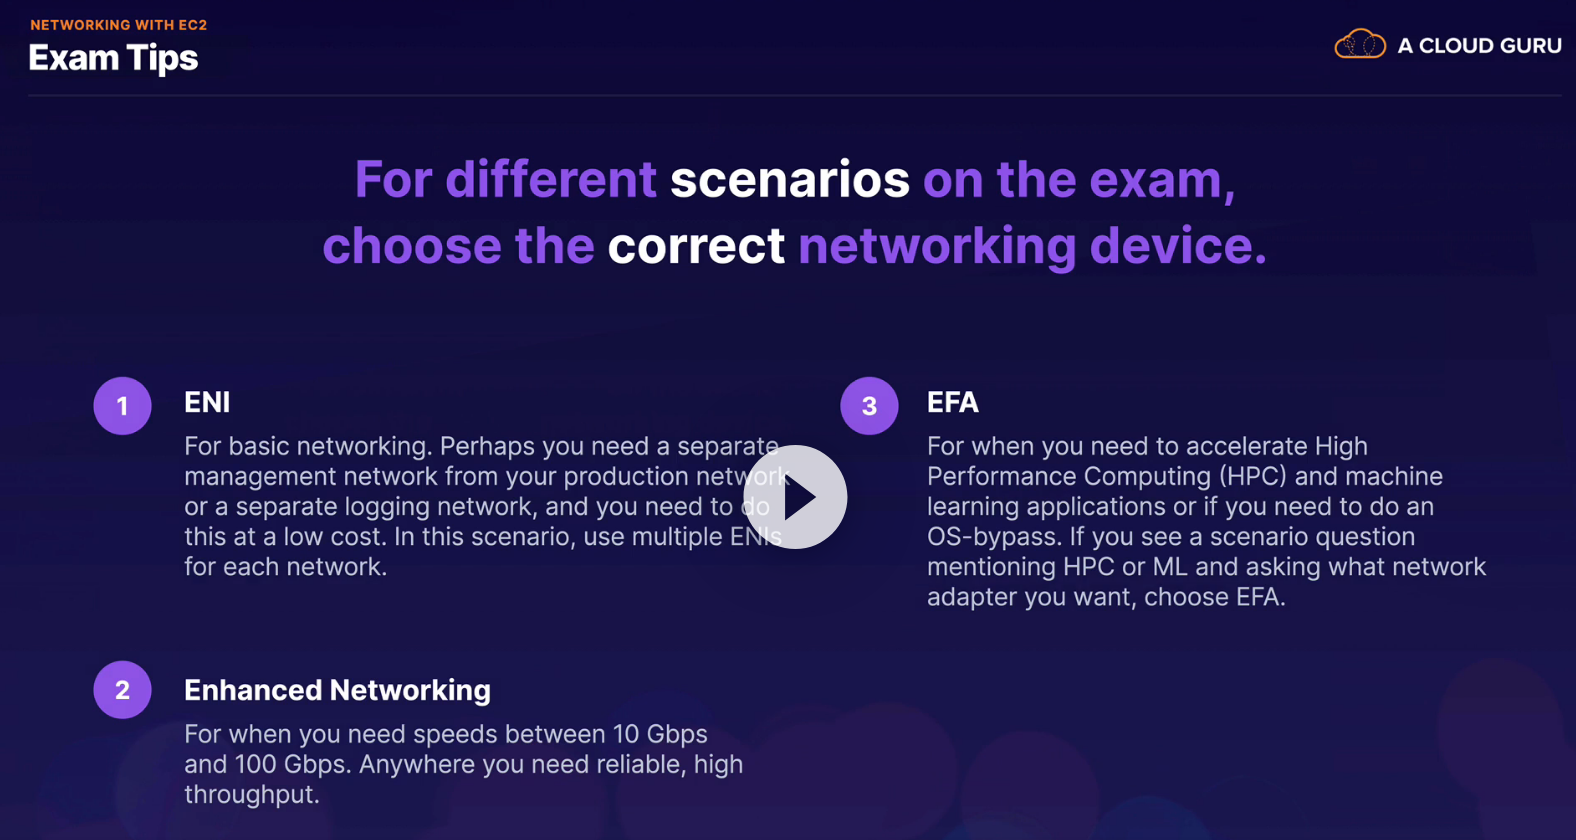 NETWORKING WITH EC2
Exam Tips
A CLOUD GURU
For different scenarios on the exam,
choose the correct networking device.
1
ENI
For basic networking. Perhaps you need a separate
management network from your production network
or a separate logging network, and you need to do
this at a low cost. In this scenario, use multiple ENIs
for each network.
2
Enhanced Networking
For when you need speeds between 10 Gbps
and 100 Gbps. Anywhere you need reliable, high
throughput.
3
EFA
For when you need to accelerate High
Performance Computing (HPC) and machine
learning applications or if you need to do an
OS-bypass. If you see a scenario question
mentioning HPC or ML and asking what network
adapter you want, choose EFA.